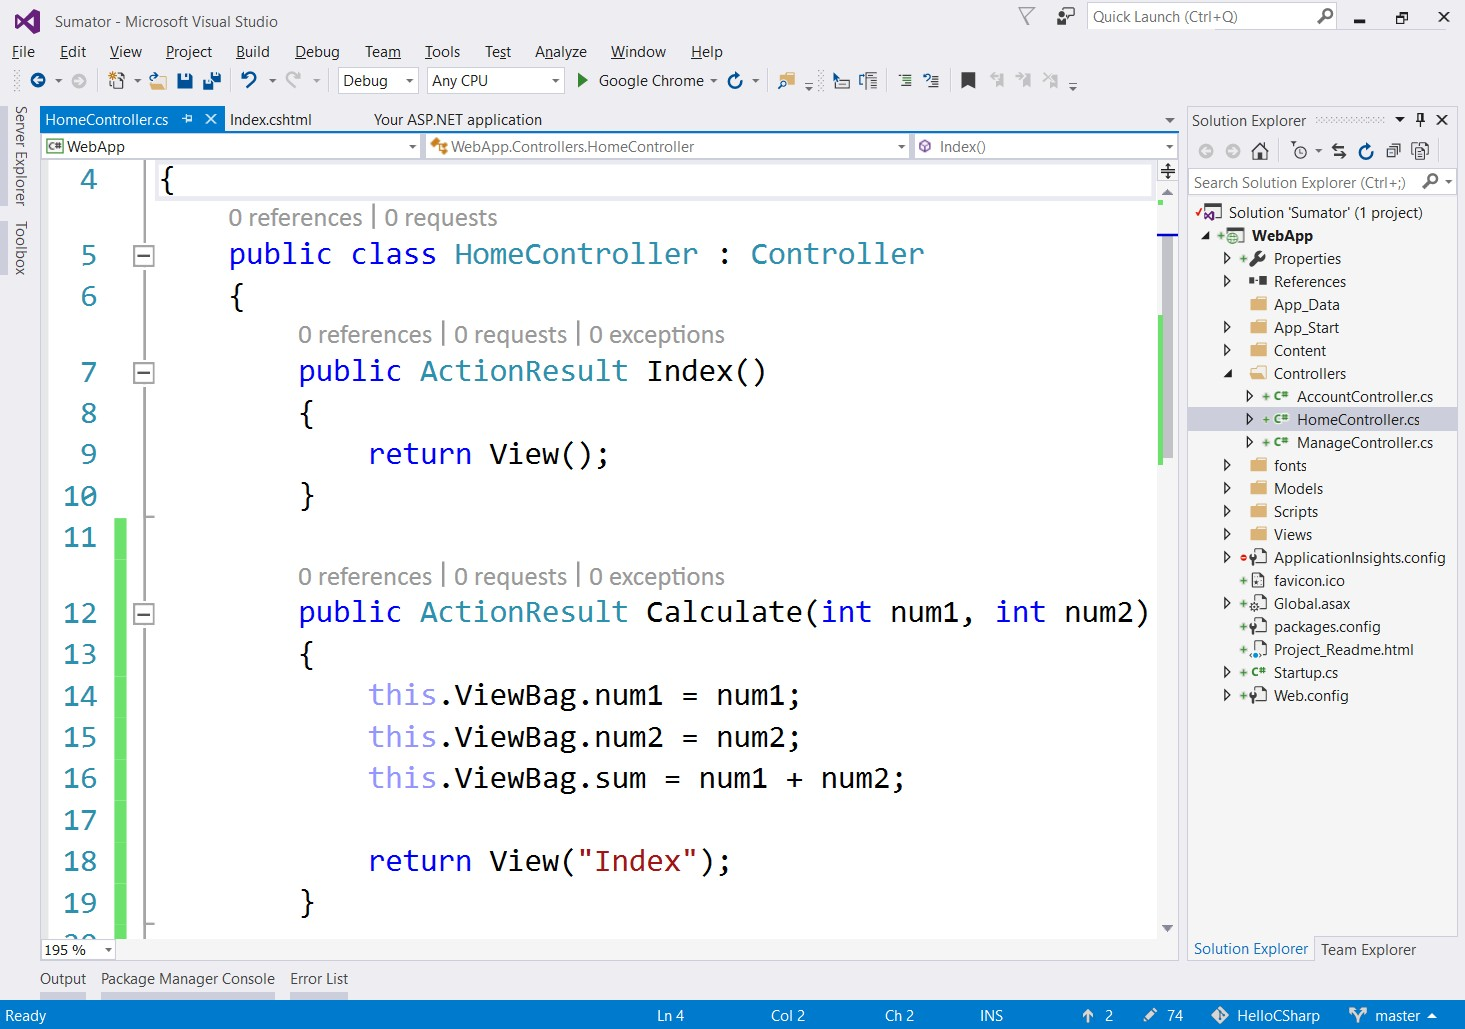 Sumator - Microsoft Visual Studio
Quick Launch (Ctrl+Q)
File Edit View Project Build Debug Team Tools Test Analyze Window Help
Debug Any CPU Google Chrome
Server Explorer
Toolbox
HomeController.cs Index.cshtml Your ASP.NET application
WebApp WebApp.Controllers.HomeController Index()
4 {
0 references | 0 requests
5 public class HomeController : Controller
6 {
0 references | 0 requests | 0 exceptions
7 public ActionResult Index()
8 {
9 return View();
10 }
11
0 references | 0 requests | 0 exceptions
12 public ActionResult Calculate(int num1, int num2)
13 {
14 this.ViewBag.num1 = num1;
15 this.ViewBag.num2 = num2;
16 this.ViewBag.sum = num1 + num2;
17
18 return View("Index");
19 }
195 %
Solution Explorer
Search Solution Explorer (Ctrl+;)
Solution 'Sumator' (1 project)
WebApp
Properties
References
App_Data
App_Start
Content
Controllers
C# AccountController.cs
C# HomeController.cs
C# ManageController.cs
fonts
Models
Scripts
Views
ApplicationInsights.config
favicon.ico
Global.asax
packages.config
Project_Readme.html
C# Startup.cs
Web.config
Solution Explorer Team Explorer
Output Package Manager Console Error List
Ready Ln 4 Col 2 Ch 2 INS 2 74 HelloCSharp master